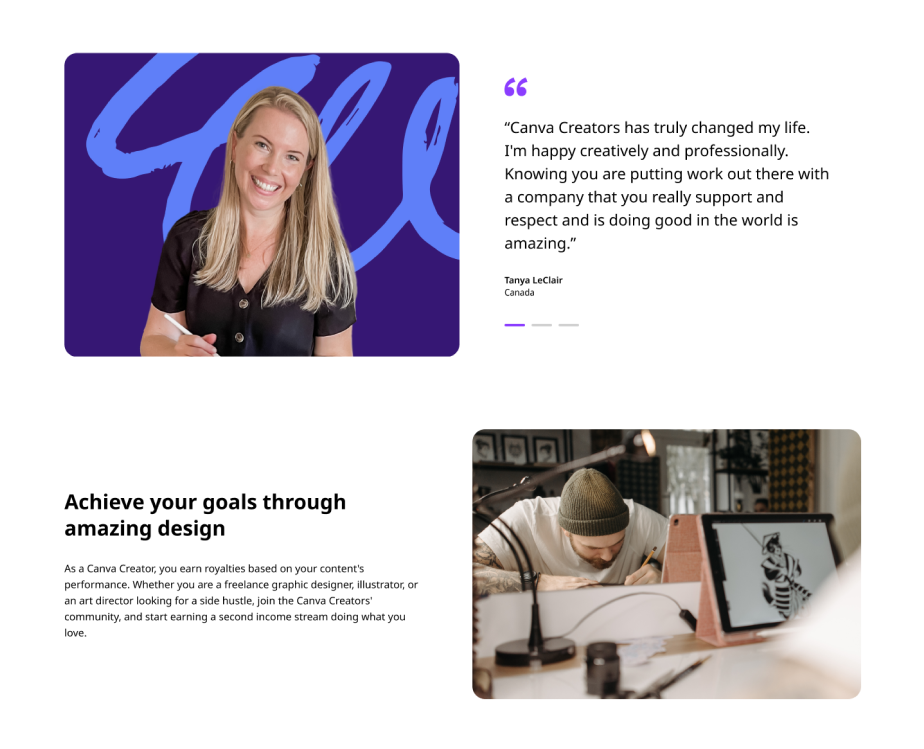 “Canva Creators has truly changed my life.
I'm happy creatively and professionally.
Knowing you are putting work out there with
a company that you really support and
respect and is doing good in the world is
amazing.”
Tanya LeClair
Canada
Achieve your goals through
amazing design
As a Canva Creator, you earn royalties based on your content's
performance. Whether you are a freelance graphic designer, illustrator, or
an art director looking for a side hustle, join the Canva Creators'
community, and start earning a second income stream doing what you
love.